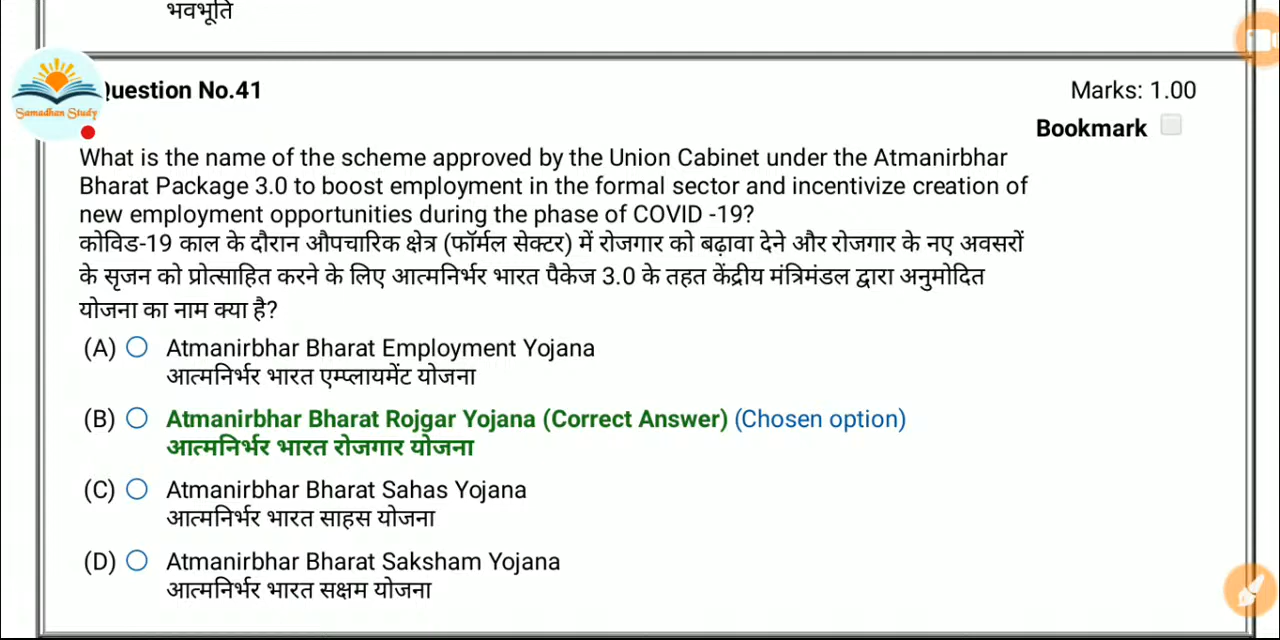 भवभूति
Samadhan Study
Question No.41
Marks: 1.00
Bookmark
What is the name of the scheme approved by the Union Cabinet under the Atmanirbhar
Bharat Package 3.0 to boost employment in the formal sector and incentivize creation of
new employment opportunities during the phase of COVID -19?
कोविड-19 काल के दौरान औपचारिक क्षेत्र (फॉर्मल सेक्टर) में रोजगार को बढ़ावा देने और रोजगार के नए अवसरों
के सृजन को प्रोत्साहित करने के लिए आत्मनिर्भर भारत पैकेज 3.0 के तहत केंद्रीय मंत्रिमंडल द्वारा अनुमोदित
योजना का नाम क्या है?
(A) Atmanirbhar Bharat Employment Yojana
आत्मनिर्भर भारत एम्प्लायमेंट योजना
(B) Atmanirbhar Bharat Rojgar Yojana (Correct Answer) (Chosen option)
आत्मनिर्भर भारत रोजगार योजना
(C) Atmanirbhar Bharat Sahas Yojana
आत्मनिर्भर भारत साहस योजना
(D) Atmanirbhar Bharat Saksham Yojana
आत्मनिर्भर भारत सक्षम योजना